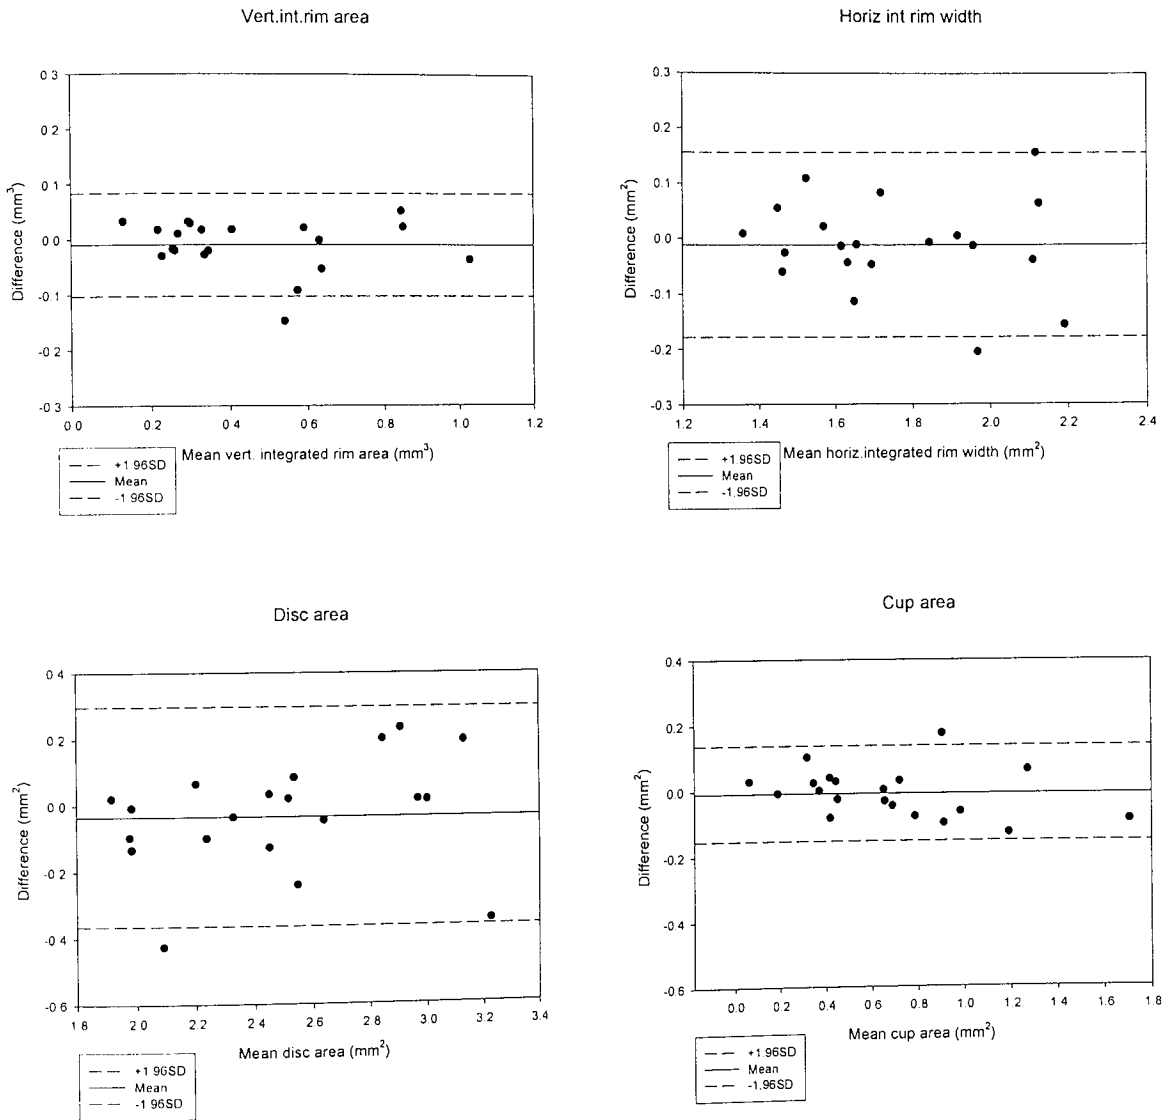 Vert.int.rim area
0 3
0.2
0.1
0.0
-0.1
-0.2
-0 3
Difference (mm³)
0.0 0.2 0 4 0 6 0.8 1.0 1.2
Mean vert. integrated rim area (mm³)
+1 96SD
Mean
-1 96SD
Horiz int rim width
0.3
0.2
0.1
0.0
-0.1
-0.2
-0.3
Difference (mm²)
1.2 1.4 1.6 1.8 2.0 2.2 2.4
Mean horiz.integrated rim width (mm²)
+1.96SD
Mean
-1.96SD
Disc area
0 4
0.2
0.0
-0.2
-0 4
-0 6
Difference (mm²)
1 8 2 0 2.2 2.4 2.6 2.8 3.0 3.2 3.4
Mean disc area (mm²)
+1.96SD
Mean
-1 96SD
Cup area
0.4
0.2
0.0
-0.2
-0.4
-0.6
Difference (mm²)
0.0 0.2 0.4 0 6 0.8 1.0 1.2 1.4 1.6 1.8
Mean cup area (mm²)
+1.96SD
Mean
-1.96SD